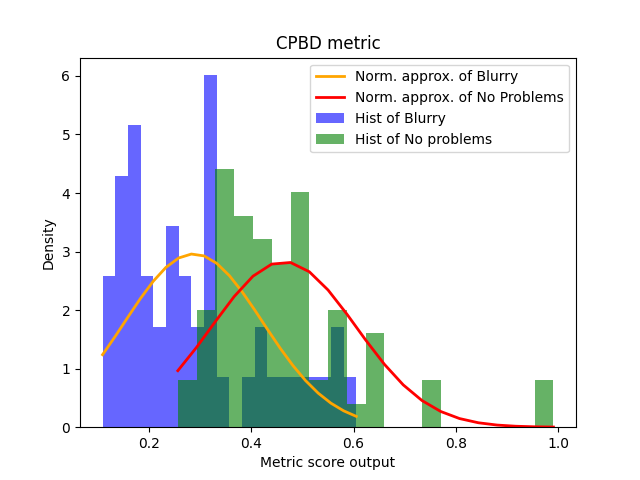 CPBD metric
Norm. approx. of Blurry
Norm. approx. of No Problems
Hist of Blurry
Hist of No problems
Density
6
5
4
3
2
1
0
0.2 0.4 0.6 0.8 1.0
Metric score output